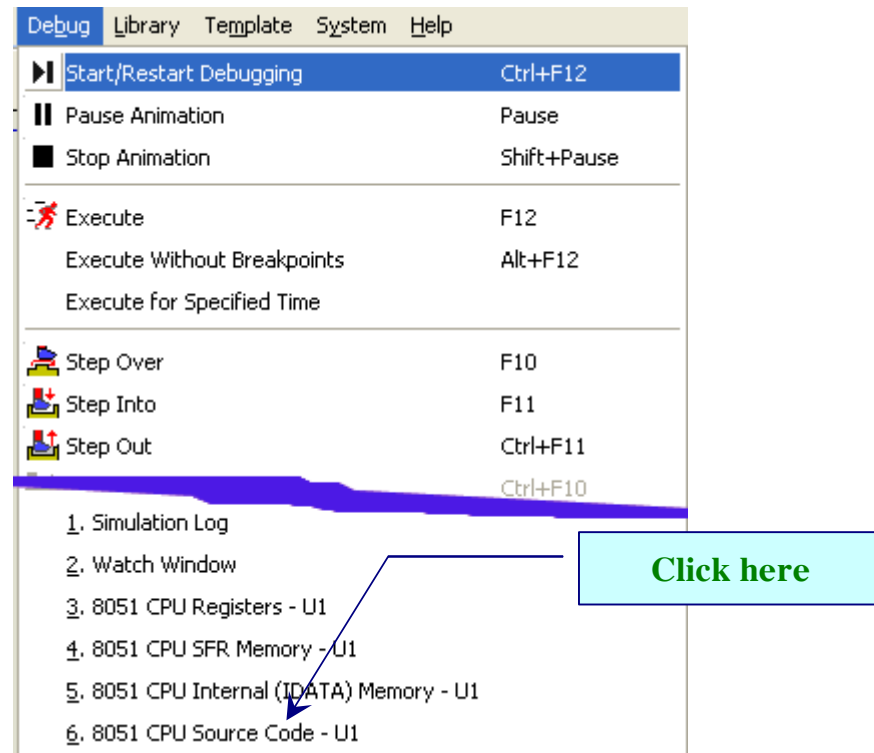 Debug Library Template System Help
Start/Restart Debugging Ctrl+F12
Pause Animation Pause
Stop Animation Shift+Pause
Execute F12
Execute Without Breakpoints Alt+F12
Execute for Specified Time
Step Over F10
Step Into F11
Step Out Ctrl+F11
Ctrl+F10
1. Simulation Log
2. Watch Window
Click here
3. 8051 CPU Registers - U1
4. 8051 CPU SFR Memory - U1
5. 8051 CPU Internal (IDATA) Memory - U1
6. 8051 CPU Source Code - U1